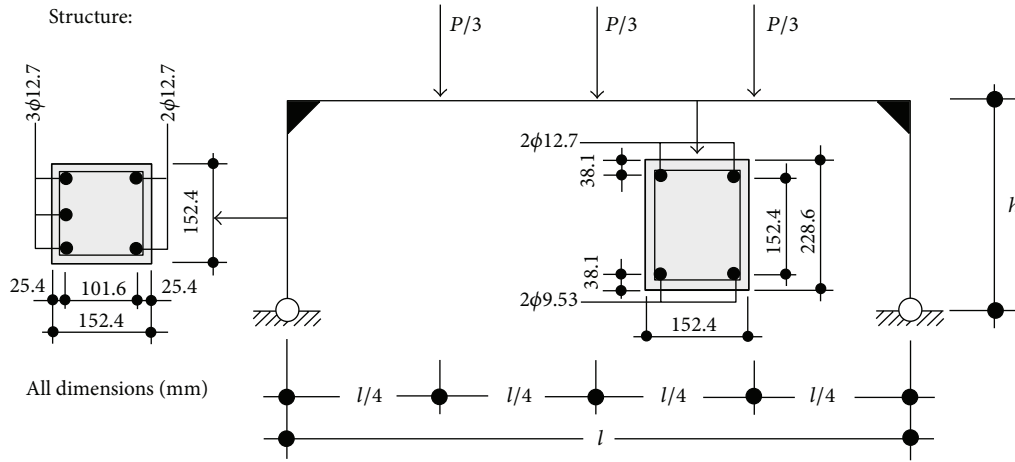 Structure:
P/3
P/3
P/3
3ϕ12.7
2ϕ12.7
152.4
25.4
101.6
25.4
152.4
2ϕ12.7
38.1
152.4
228.6
38.1
2ϕ9.53
152.4
h
All dimensions (mm)
l/4
l/4
l/4
l/4
l